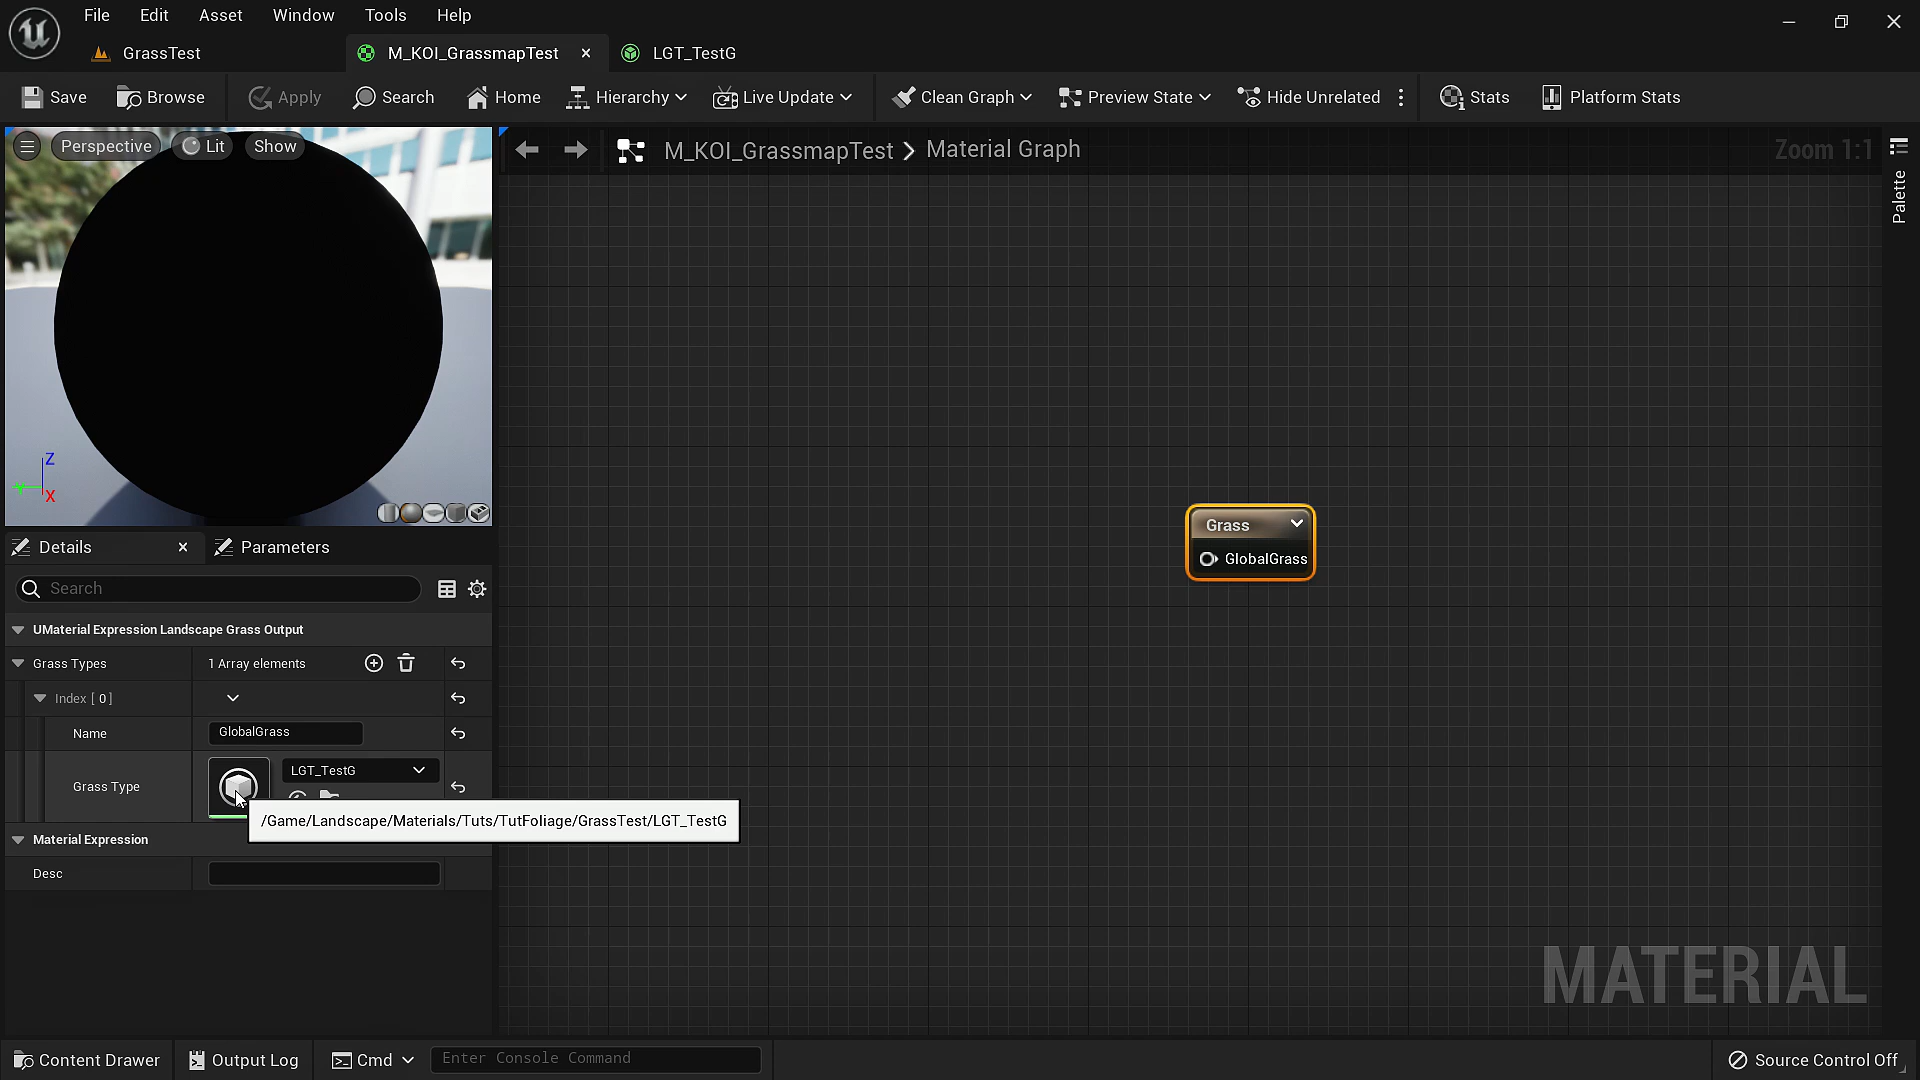 File Edit Asset Window Tools Help
GrassTest M_KOI_GrassmapTest LGT_TestG
Save Browse Apply Search Home Hierarchy Live Update Clean Graph Preview State Hide Unrelated Stats Platform Stats
Perspective Lit Show
M_KOI_GrassmapTest Material Graph
Zoom 1:1
Palette
Z
Y
X
Grass
GlobalGrass
Details Parameters
Search
UMaterial Expression Landscape Grass Output
Grass Types 1 Array elements
Index [ 0 ]
Name GlobalGrass
Grass Type LGT_TestG
/Game/Landscape/Materials/Tuts/TutFoliage/GrassTest/LGT_TestG
Material Expression
Desc
MATERIAL
Content Drawer Output Log Cmd Enter Console Command Source Control Off